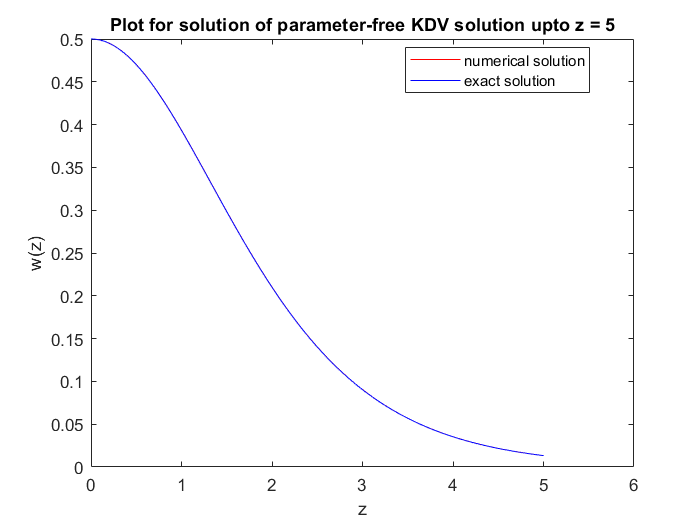 Plot for solution of parameter-free KDV solution upto z = 5
numerical solution
exact solution
0.5
0.45
0.4
0.35
0.3
0.25
0.2
0.15
0.1
0.05
0
w(z)
0 1 2 3 4 5 6
z